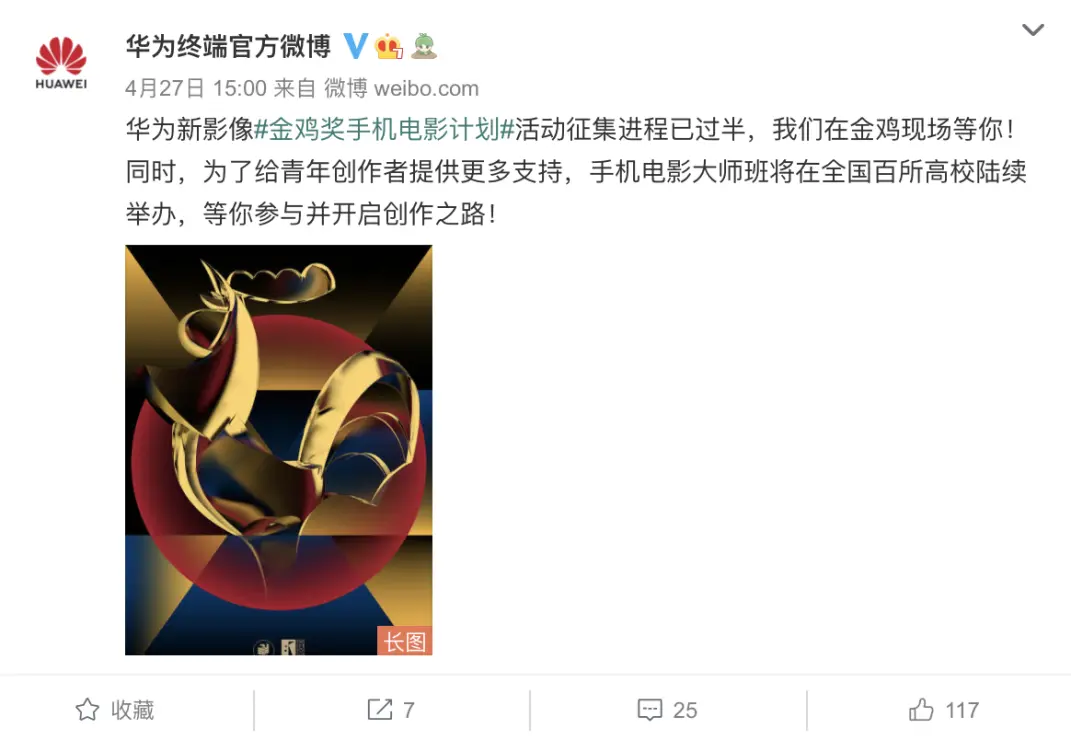 华为终端官方微博
HUAWEI
4月27日 15:00 来自 微博 weibo.com
华为新影像#金鸡奖手机电影计划#活动征集进程已过半，我们在金鸡现场等你！
同时，为了给青年创作者提供更多支持，手机电影大师班将在全国百所高校陆续
举办，等你参与并开启创作之路！
长图
收藏
7
25
117